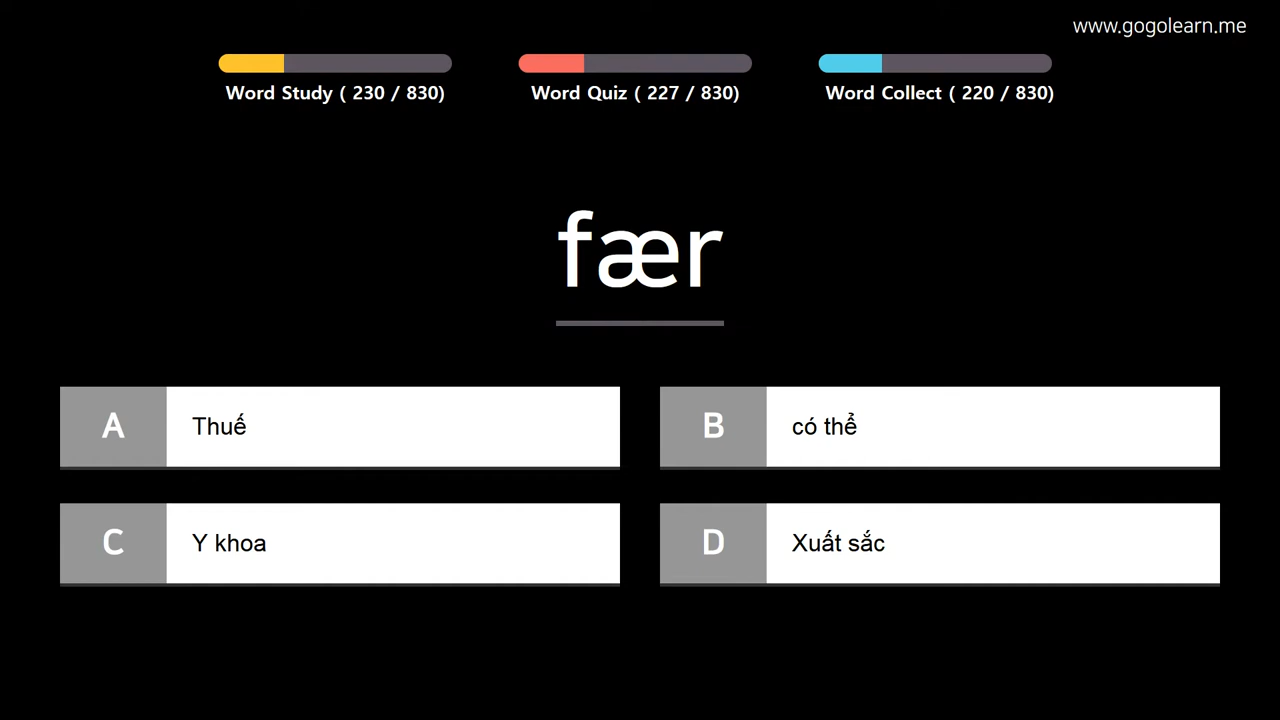 www.gogolearn.me
Word Study ( 230 / 830)
Word Quiz ( 227 / 830)
Word Collect ( 220 / 830)
fær
A Thuế
B có thể
C Y khoa
D Xuất sắc